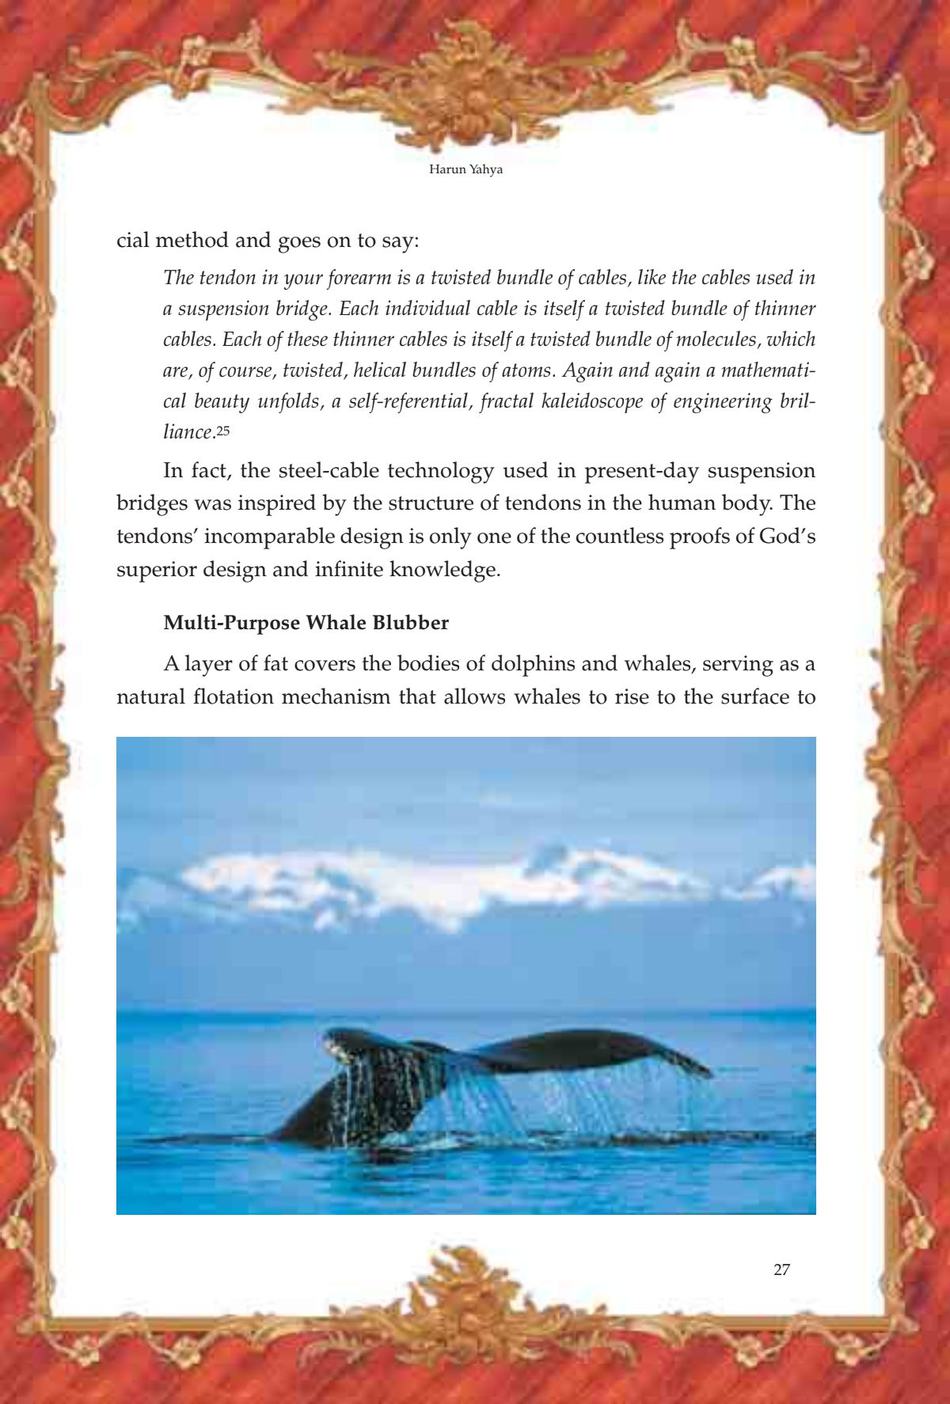 Harun Yahya
cial method and goes on to say:
The tendon in your forearm is a twisted bundle of cables, like the cables used in
a suspension bridge. Each individual cable is itself a twisted bundle of thinner
cables. Each of these thinner cables is itself a twisted bundle of molecules, which
are, of course, twisted, helical bundles of atoms. Again and again a mathemati-
cal beauty unfolds, a self-referential, fractal kaleidoscope of engineering bril-
liance.25
In fact, the steel-cable technology used in present-day suspension
bridges was inspired by the structure of tendons in the human body. The
tendons’ incomparable design is only one of the countless proofs of God’s
superior design and infinite knowledge.
Multi-Purpose Whale Blubber
A layer of fat covers the bodies of dolphins and whales, serving as a
natural flotation mechanism that allows whales to rise to the surface to
27